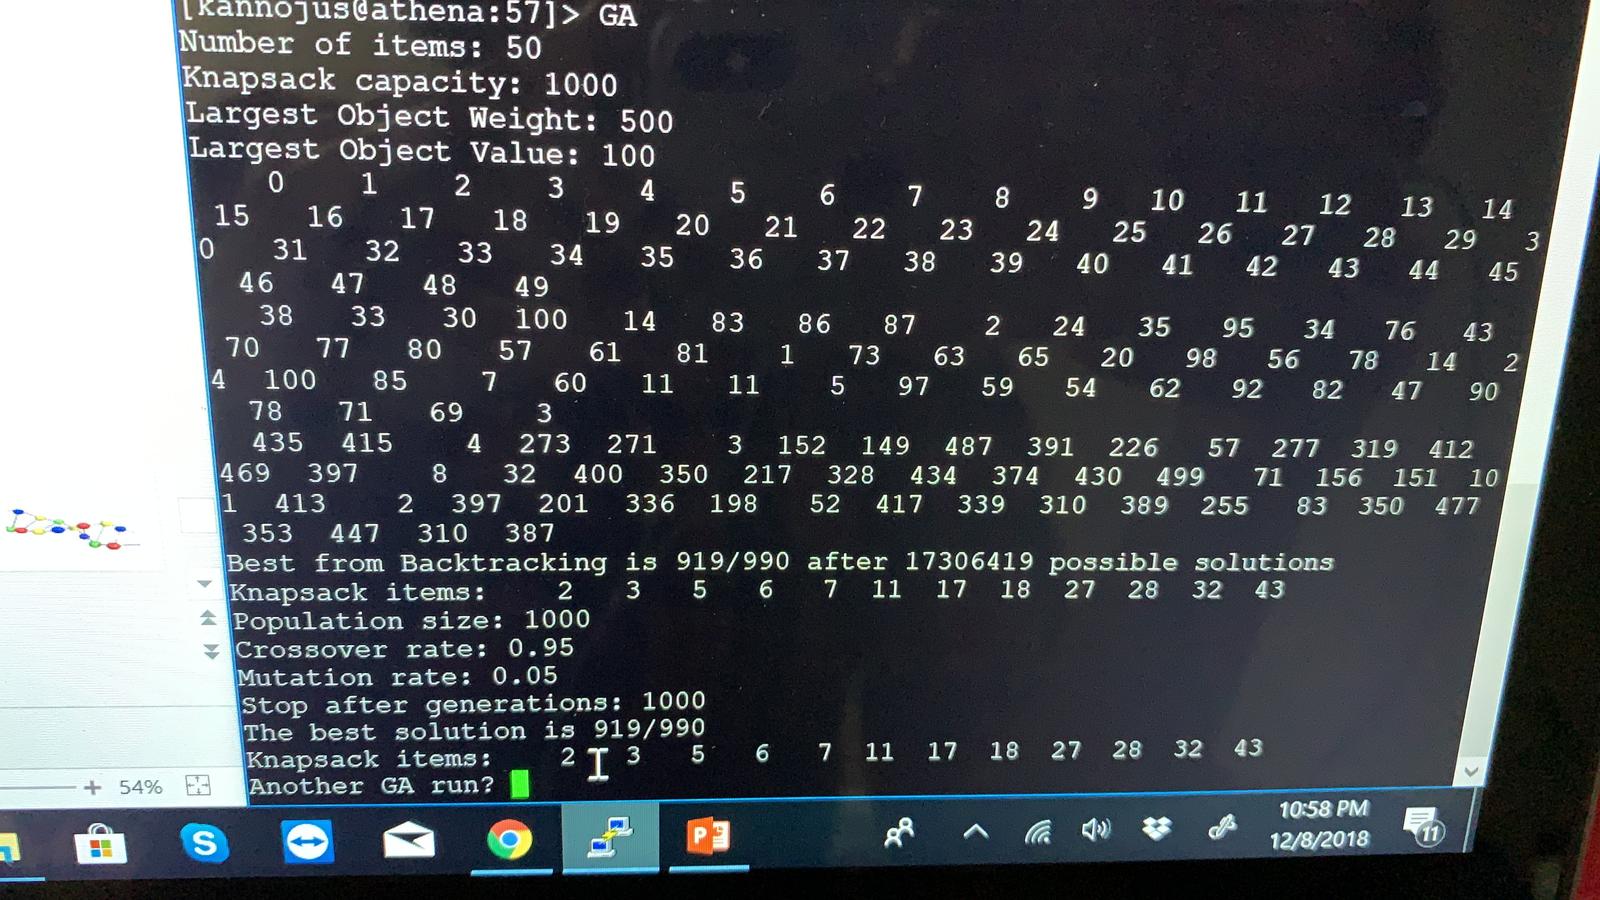 [kannojus@athena:57]> GA
Number of items: 50
Knapsack capacity: 1000
Largest Object Weight: 500
Largest Object Value: 100
0 1 2 3 4 5 6 7 8 9 10 11 12 13 14
15 16 17 18 19 20 21 22 23 24 25 26 27 28 29 3
0 31 32 33 34 35 36 37 38 39 40 41 42 43 44 45
46 47 48 49
38 33 30 100 14 83 86 87 2 24 35 95 34 76 43
70 77 80 57 61 81 1 73 63 65 20 98 56 78 14 2
4 100 85 7 60 11 11 5 97 59 54 62 92 82 47 90
78 71 69 3
435 415 4 273 271 3 152 149 487 391 226 57 277 319 412
469 397 8 32 400 350 217 328 434 374 430 499 71 156 151 10
1 413 2 397 201 336 198 52 417 339 310 389 255 83 350 477
353 447 310 387
Best from Backtracking is 919/990 after 17306419 possible solutions
Knapsack items: 2 3 5 6 7 11 17 18 27 28 32 43
Population size: 1000
Crossover rate: 0.95
Mutation rate: 0.05
Stop after generations: 1000
The best solution is 919/990
Knapsack items: 2 3 5 6 7 11 17 18 27 28 32 43
Another GA run?
+ 54%
S
P
10:58 PM
12/8/2018
11